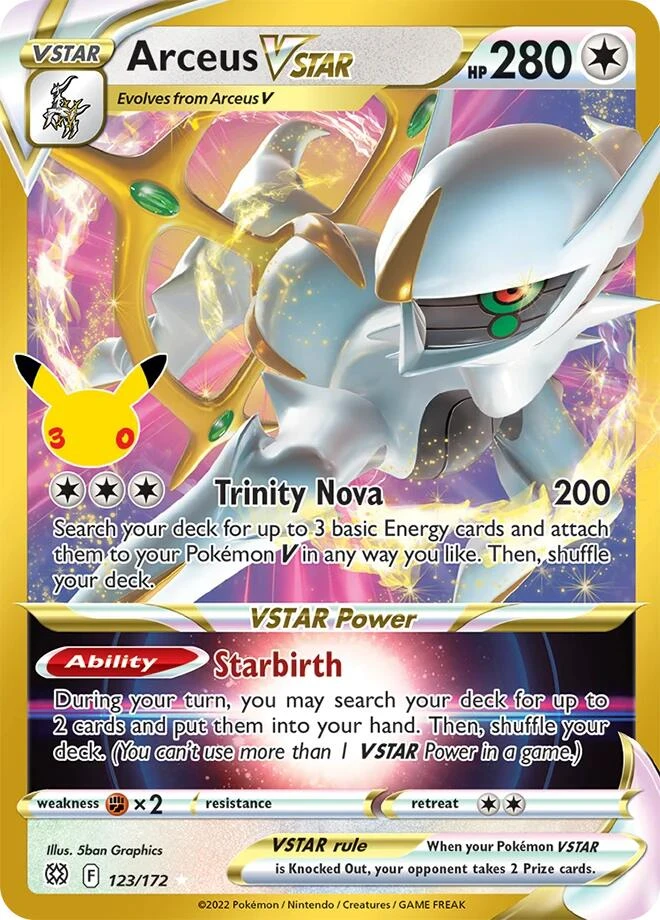 VSTAR
Arceus VSTAR
HP 280
Evolves from Arceus V
3 0
Trinity Nova 200
Search your deck for up to 3 basic Energy cards and attach
them to your Pokémon V in any way you like. Then, shuffle
your deck.
VSTAR Power
Ability Starbirth
During your turn, you may search your deck for up to
2 cards and put them into your hand. Then, shuffle your
deck. (You can't use more than 1 VSTAR Power in a game.)
weakness ×2 resistance retreat
Illus. 5ban Graphics
F 123/172
VSTAR rule When your Pokémon VSTAR
is Knocked Out, your opponent takes 2 Prize cards.
©2022 Pokémon / Nintendo / Creatures / GAME FREAK